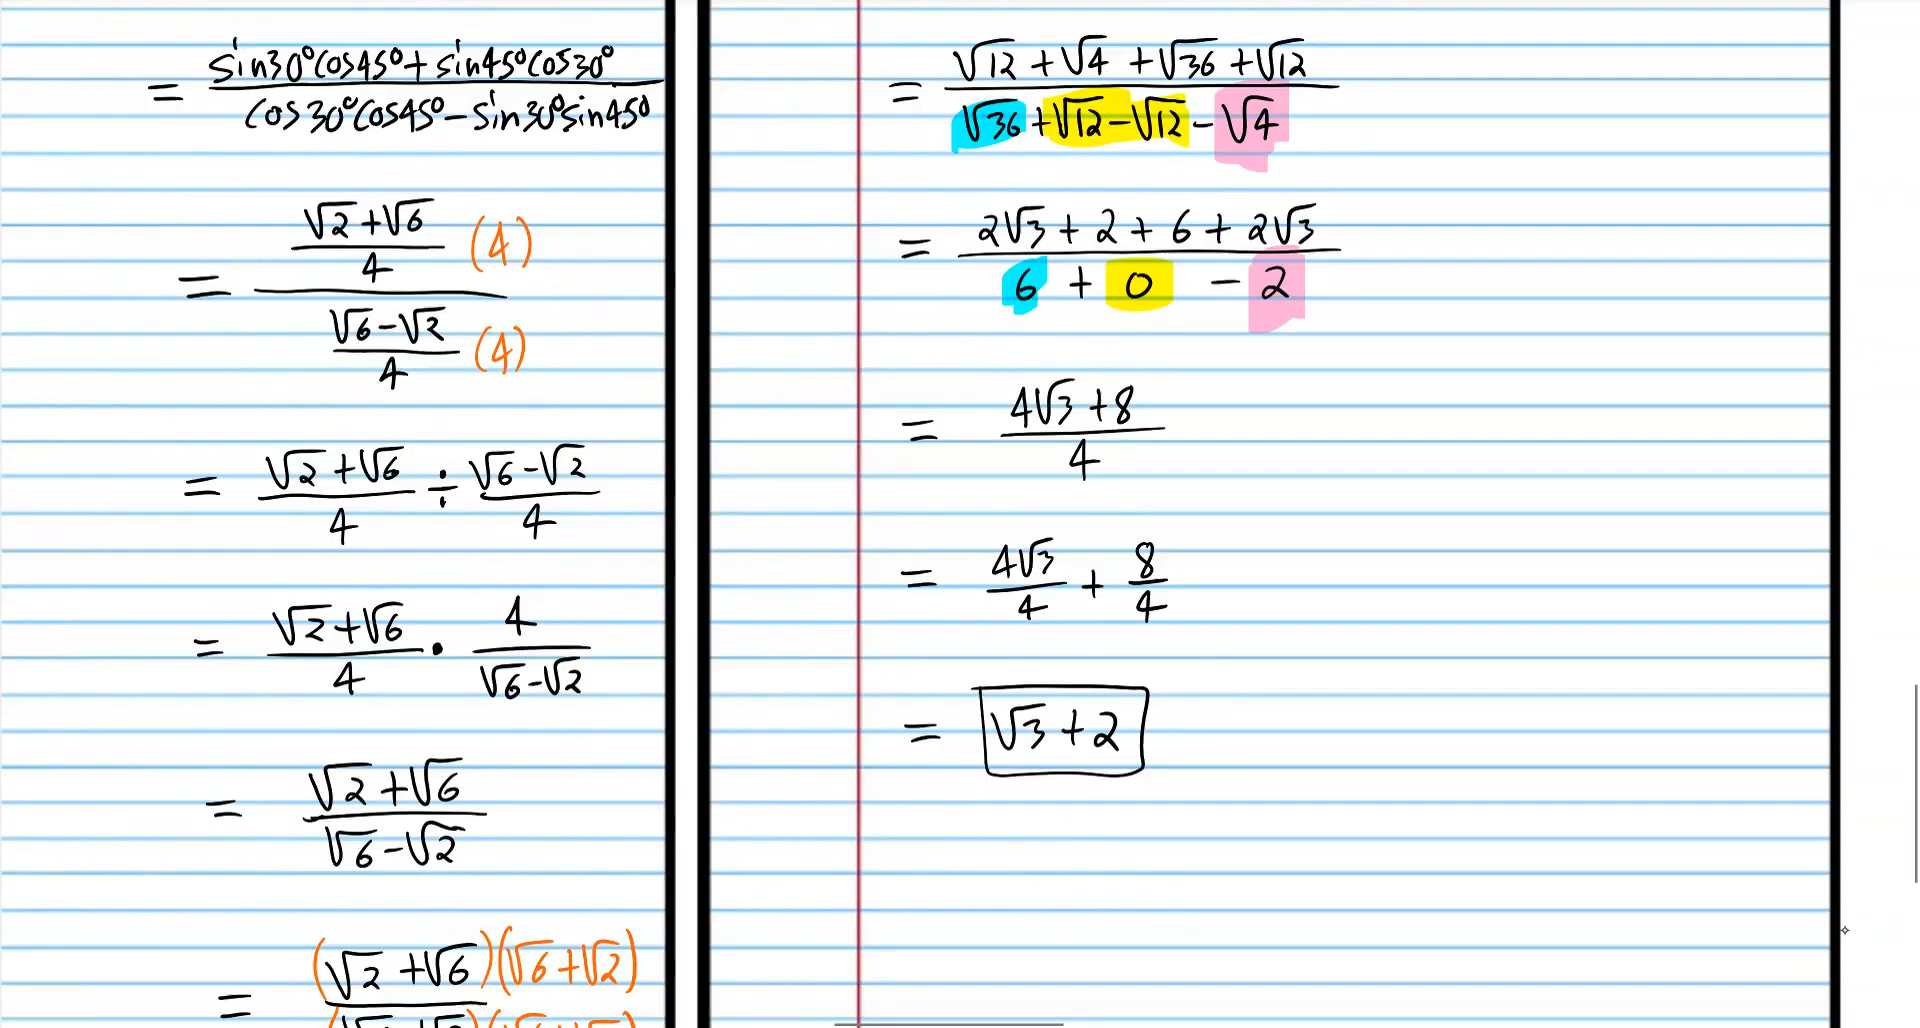 = (sin30°cos45° + sin45°cos30°) / (cos30°cos45° − sin30°sin45°)
= ((√2 + √6)/4 (4)) / ((√6 − √2)/4 (4))
= (√2 + √6)/4 ÷ (√6 − √2)/4
= (√2 + √6)/4 · 4/(√6 − √2)
= (√2 + √6)/(√6 − √2)
= (√2 + √6)(√6 + √2)
= (√12 + √4 + √36 + √12) / (√36 + √12 − √12 − √4)
= (2√3 + 2 + 6 + 2√3) / (6 + 0 − 2)
= (4√3 + 8)/4
= 4√3/4 + 8/4
= √3 + 2